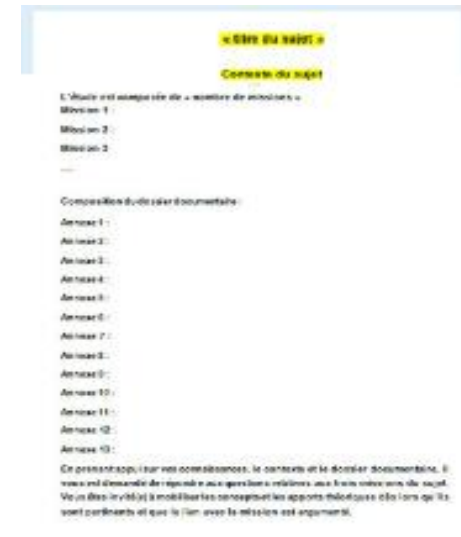 « titre du sujet »
Contexte du sujet
L'étude est composée de « nombre de missions »
Mission 1 :
Mission 2 :
Mission 3
....
Composition du dossier documentaire :
Annexe 1 :
Annexe 2 :
Annexe 3 :
Annexe 4 :
Annexe 5 :
Annexe 6 :
Annexe 7 :
Annexe 8 :
Annexe 9 :
Annexe 10 :
Annexe 11 :
Annexe 12 :
Annexe 13 :
En prenant appui sur vos connaissances, le contexte et le dossier documentaire, il
vous est demandé de répondre aux questions relatives aux trois missions du sujet.
Vous êtes invité(e) à mobiliser les concepts et les apports théoriques dès lors qu'ils
sont pertinents et que le lien avec la mission est argumenté.